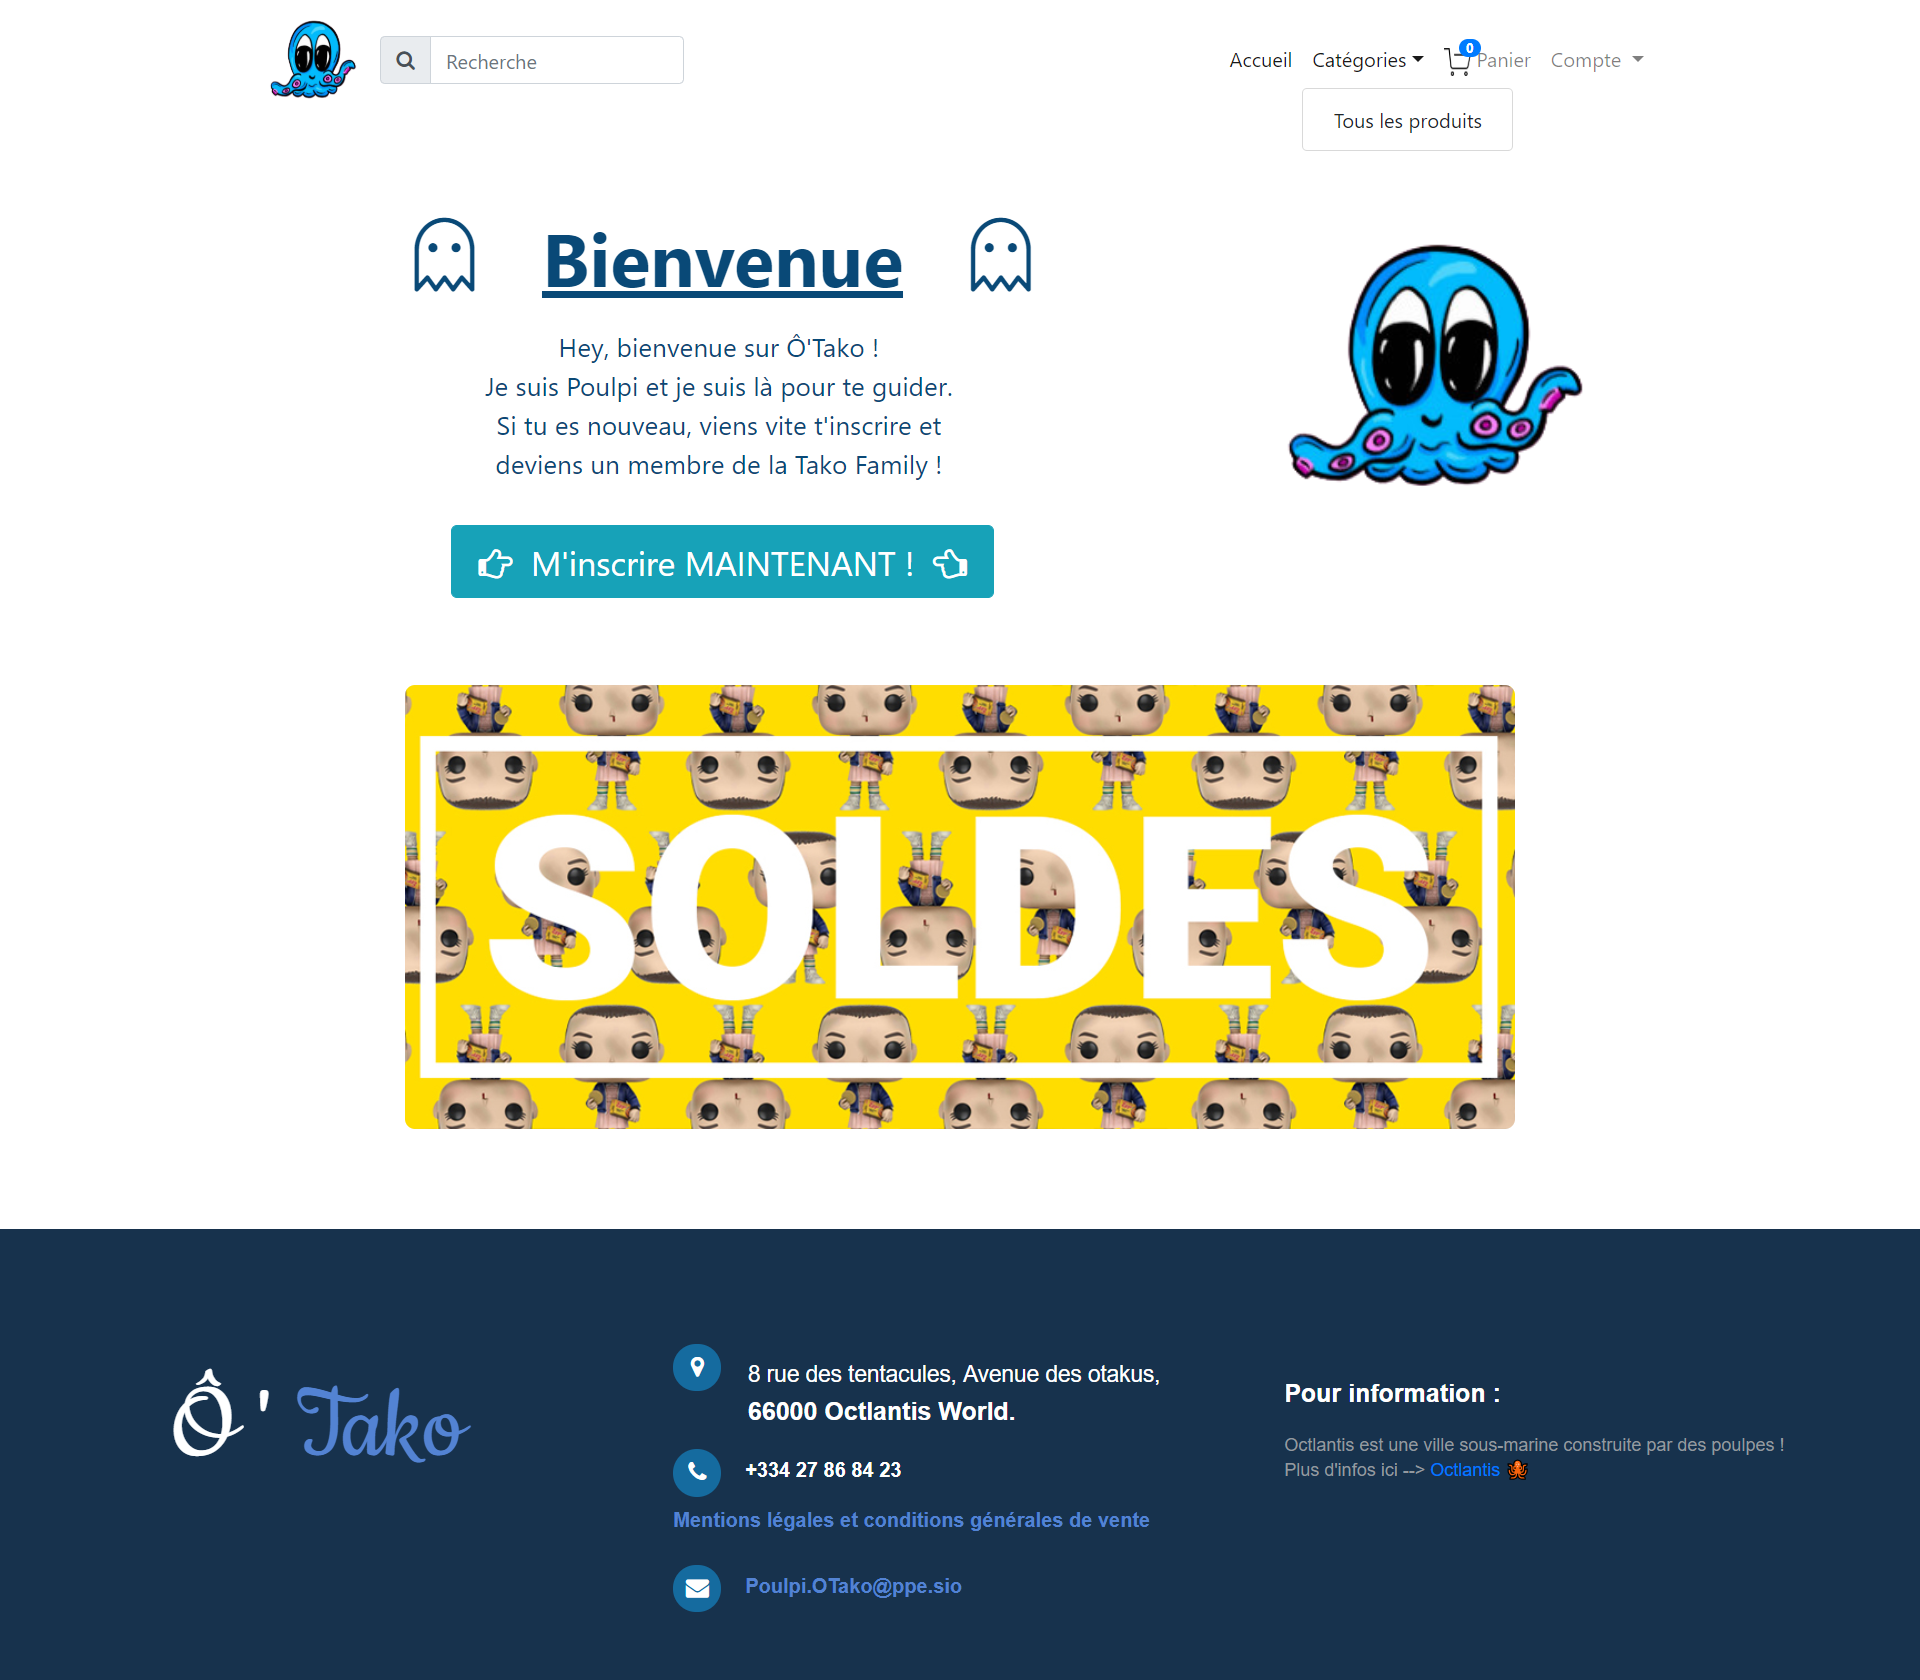 Recherche
Accueil Catégories 0 Panier Compte
Tous les produits
Bienvenue
Hey, bienvenue sur Ô'Tako !
Je suis Poulpi et je suis là pour te guider.
Si tu es nouveau, viens vite t'inscrire et
deviens un membre de la Tako Family !
M'inscrire MAINTENANT !
SOLDES
Ô ' Tako
8 rue des tentacules, Avenue des otakus,
66000 Octlantis World.
+334 27 86 84 23
Mentions légales et conditions générales de vente
Poulpi.OTako@ppe.sio
Pour information :
Octlantis est une ville sous-marine construite par des poulpes !
Plus d'infos ici --> Octlantis 🐙